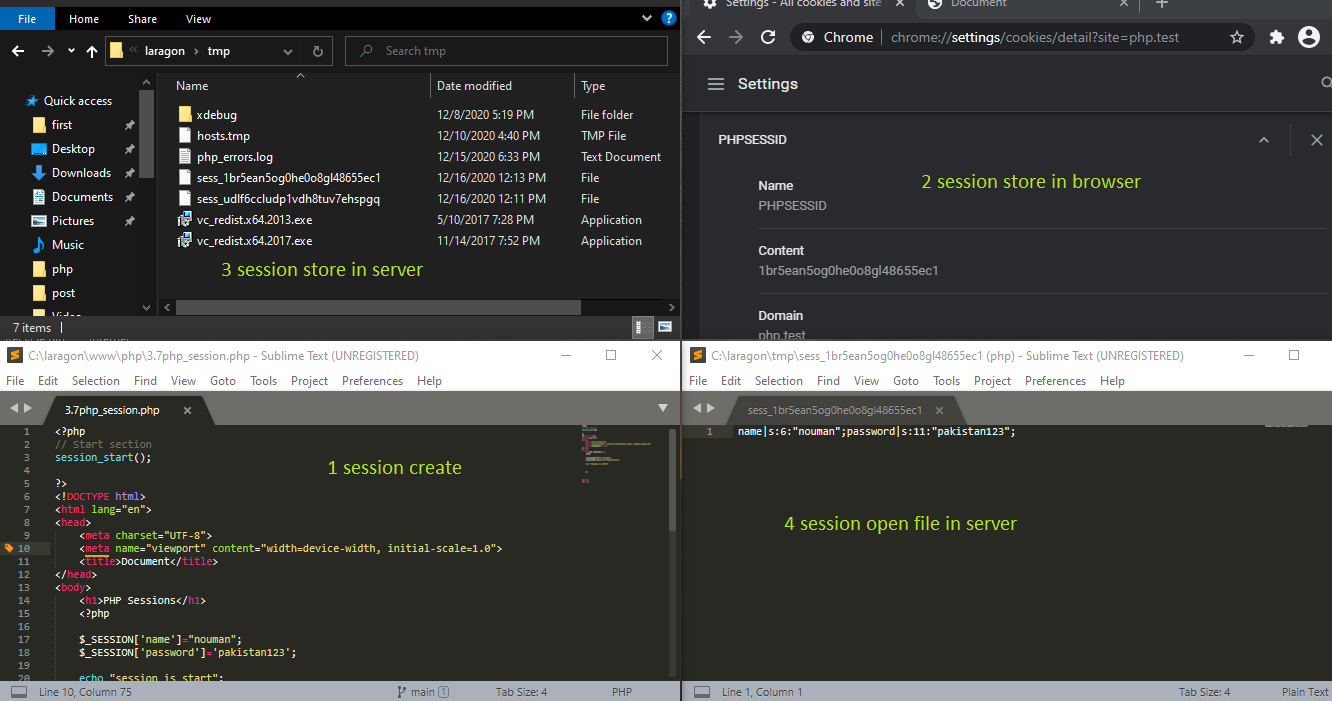 File Home Share View
laragon tmp Search tmp
Name Date modified Type
Quick access
first
Desktop
Downloads
Documents
Pictures
Music
php
post
xdebug 12/8/2020 5:19 PM File folder
hosts.tmp 12/10/2020 4:40 PM TMP File
php_errors.log 12/15/2020 6:33 PM Text Document
sess_1br5ean5og0he0o8gl48655ec1 12/16/2020 12:13 PM File
sess_udlf6ccludp1vdh8tuv7ehspgq 12/16/2020 12:11 PM File
vc_redist.x64.2013.exe 5/10/2017 7:28 PM Application
vc_redist.x64.2017.exe 11/14/2017 7:52 PM Application
3 session store in server
7 items
Settings - All cookies and site Document
Chrome chrome://settings/cookies/detail?site=php.test
Settings
PHPSESSID
Name
PHPSESSID
2 session store in browser
Content
1br5ean5og0he0o8gl48655ec1
Domain
php.test
C:\laragon\www\php\3.7php_session.php - Sublime Text (UNREGISTERED)
File Edit Selection Find View Goto Tools Project Preferences Help
3.7php_session.php
1 <?php
2 // Start section
3 session_start();
4
5 ?>
6 <!DOCTYPE html>
7 <html lang="en">
8 <head>
9 <meta charset="UTF-8">
10 <meta name="viewport" content="width=device-width, initial-scale=1.0">
11 <title>Document</title>
12 </head>
13 <body>
14 <h1>PHP Sessions</h1>
15 <?php
16
17 $_SESSION['name']="nouman";
18 $_SESSION['password']='pakistan123';
19
20 echo "session is start";
1 session create
Line 10, Column 75 main 1 Tab Size: 4 PHP
C:\laragon\tmp\sess_1br5ean5og0he0o8gl48655ec1 (php) - Sublime Text (UNREGISTERED)
File Edit Selection Find View Goto Tools Project Preferences Help
sess_1br5ean5og0he0o8gl48655ec1
1 name|s:6:"nouman";password|s:11:"pakistan123";
4 session open file in server
Line 1, Column 1 Tab Size: 4 Plain Text